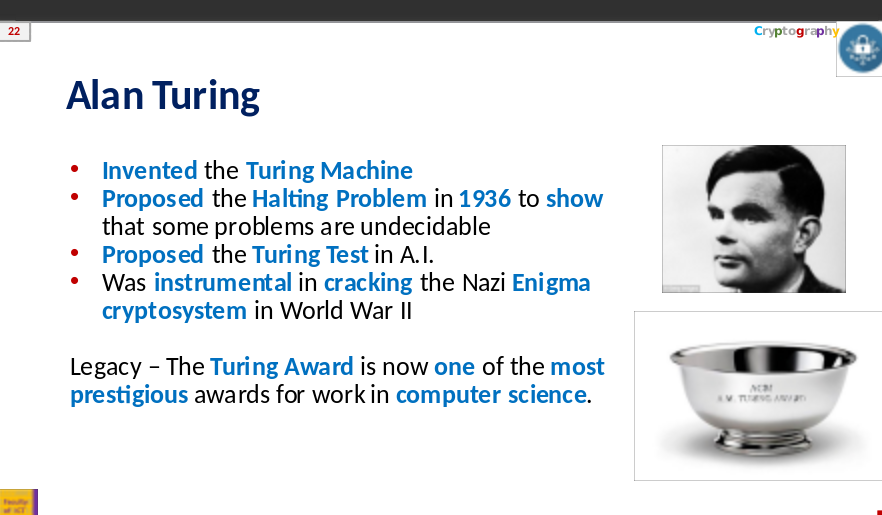 22
Cryptography
Alan Turing
• Invented the Turing Machine
• Proposed the Halting Problem in 1936 to show
that some problems are undecidable
• Proposed the Turing Test in A.I.
• Was instrumental in cracking the Nazi Enigma
cryptosystem in World War II
Legacy – The Turing Award is now one of the most
prestigious awards for work in computer science.
ACM
A.M. TURING AWARD
Faculty
of ICT